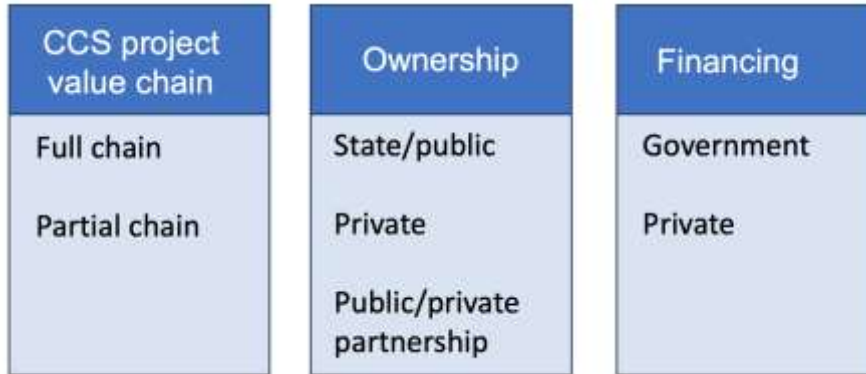 CCS project
value chain
Full chain
Partial chain
Ownership
State/public
Private
Public/private
partnership
Financing
Government
Private